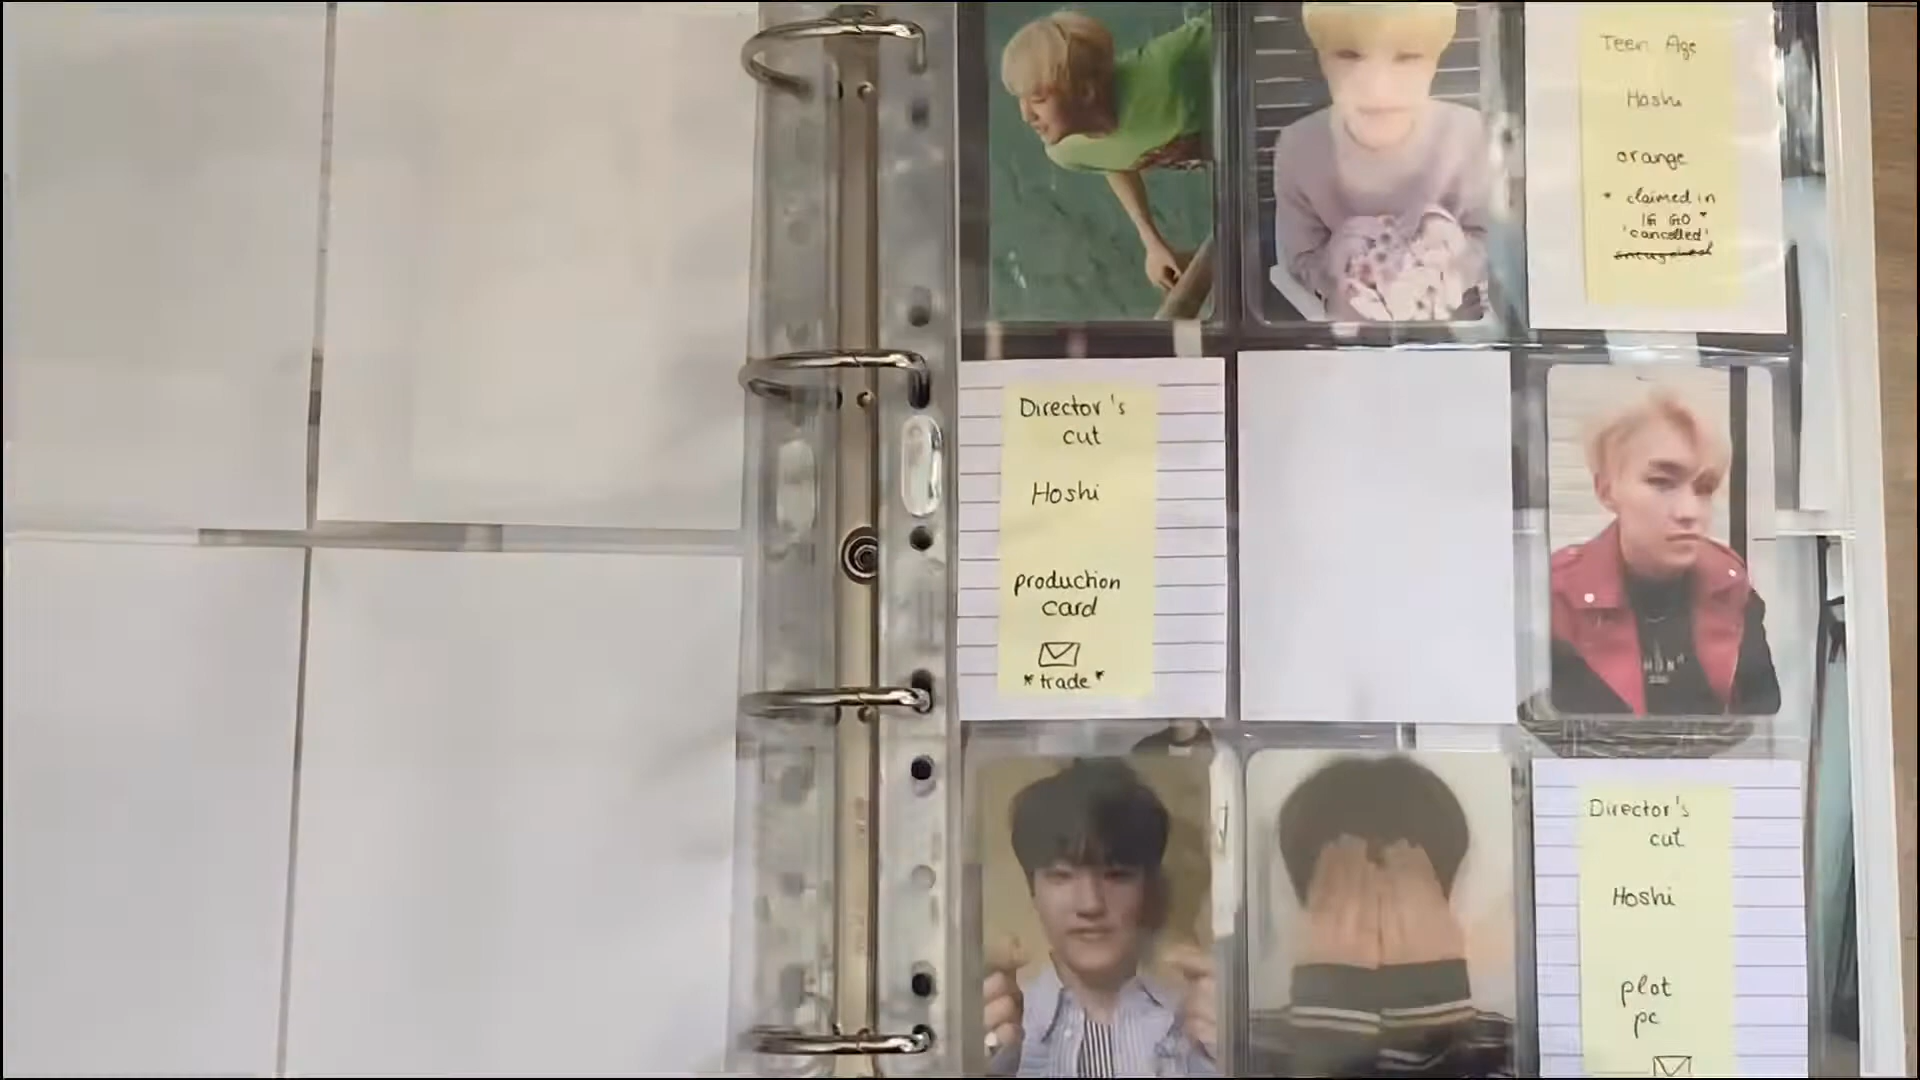 Teen Age
Hoshi
orange
* claimed in
IG GO *
'cancelled'
Director's
cut
Hoshi
production
card
*trade*
Director's
cut
Hoshi
plot
pc